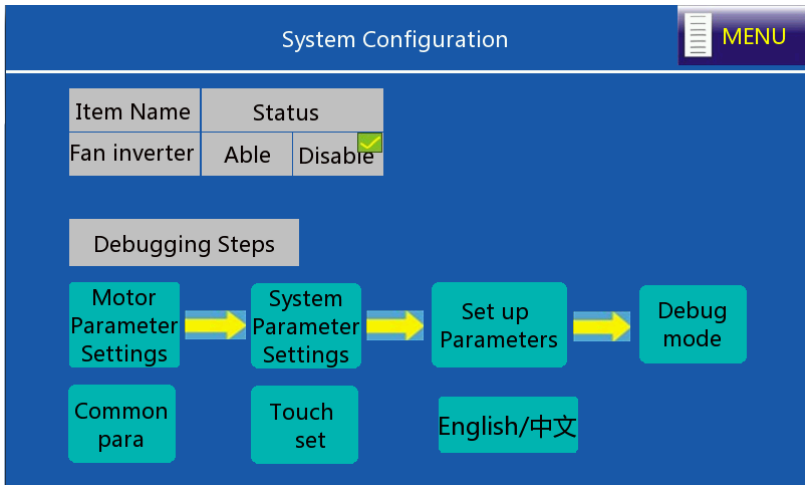 System Configuration
MENU
Item Name Status
Fan inverter Able Disable
Debugging Steps
Motor
Parameter
Settings
System
Parameter
Settings
Set up
Parameters
Debug
mode
Common
para
Touch
set
English/中文